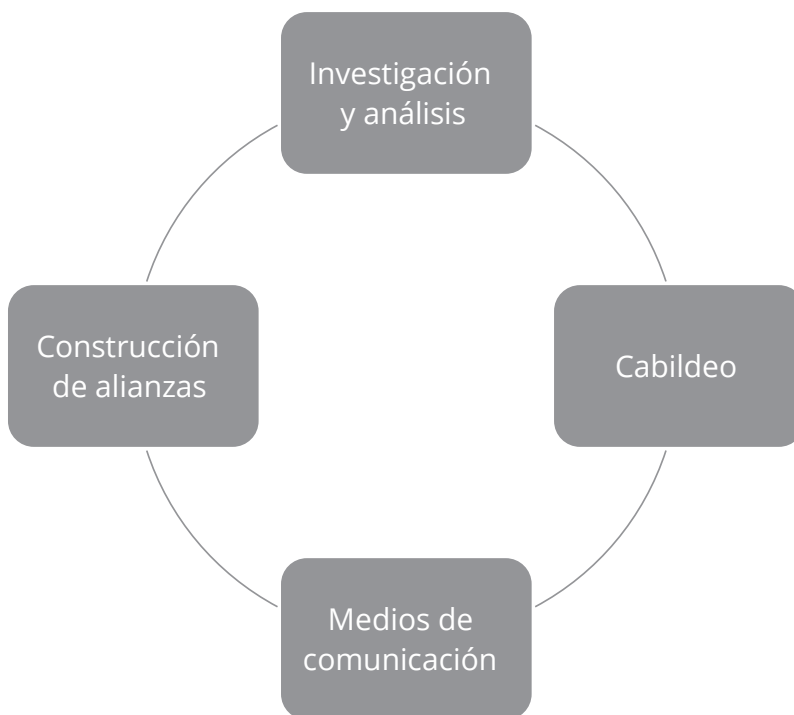 Investigación
y análisis
Construcción
de alianzas
Cabildeo
Medios de
comunicación